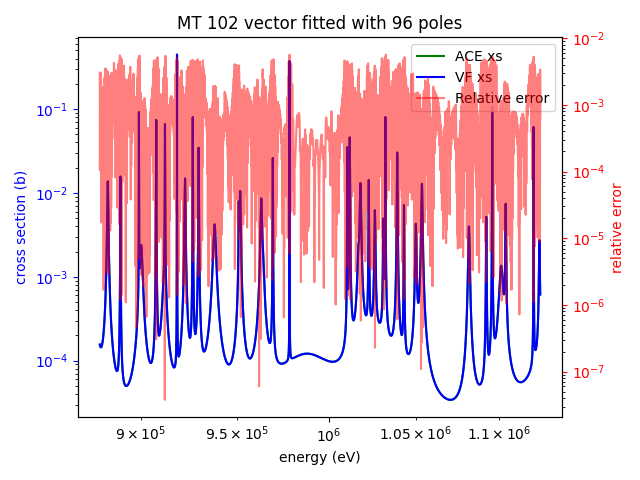 MT 102 vector fitted with 96 poles
ACE xs
VF xs
Relative error
cross section (b)
10⁻¹
10⁻²
10⁻³
10⁻⁴
10⁻²
10⁻³
10⁻⁴
10⁻⁵
10⁻⁶
10⁻⁷
relative error
9 × 10⁵
9.5 × 10⁵
10⁶
1.05 × 10⁶
1.1 × 10⁶
energy (eV)